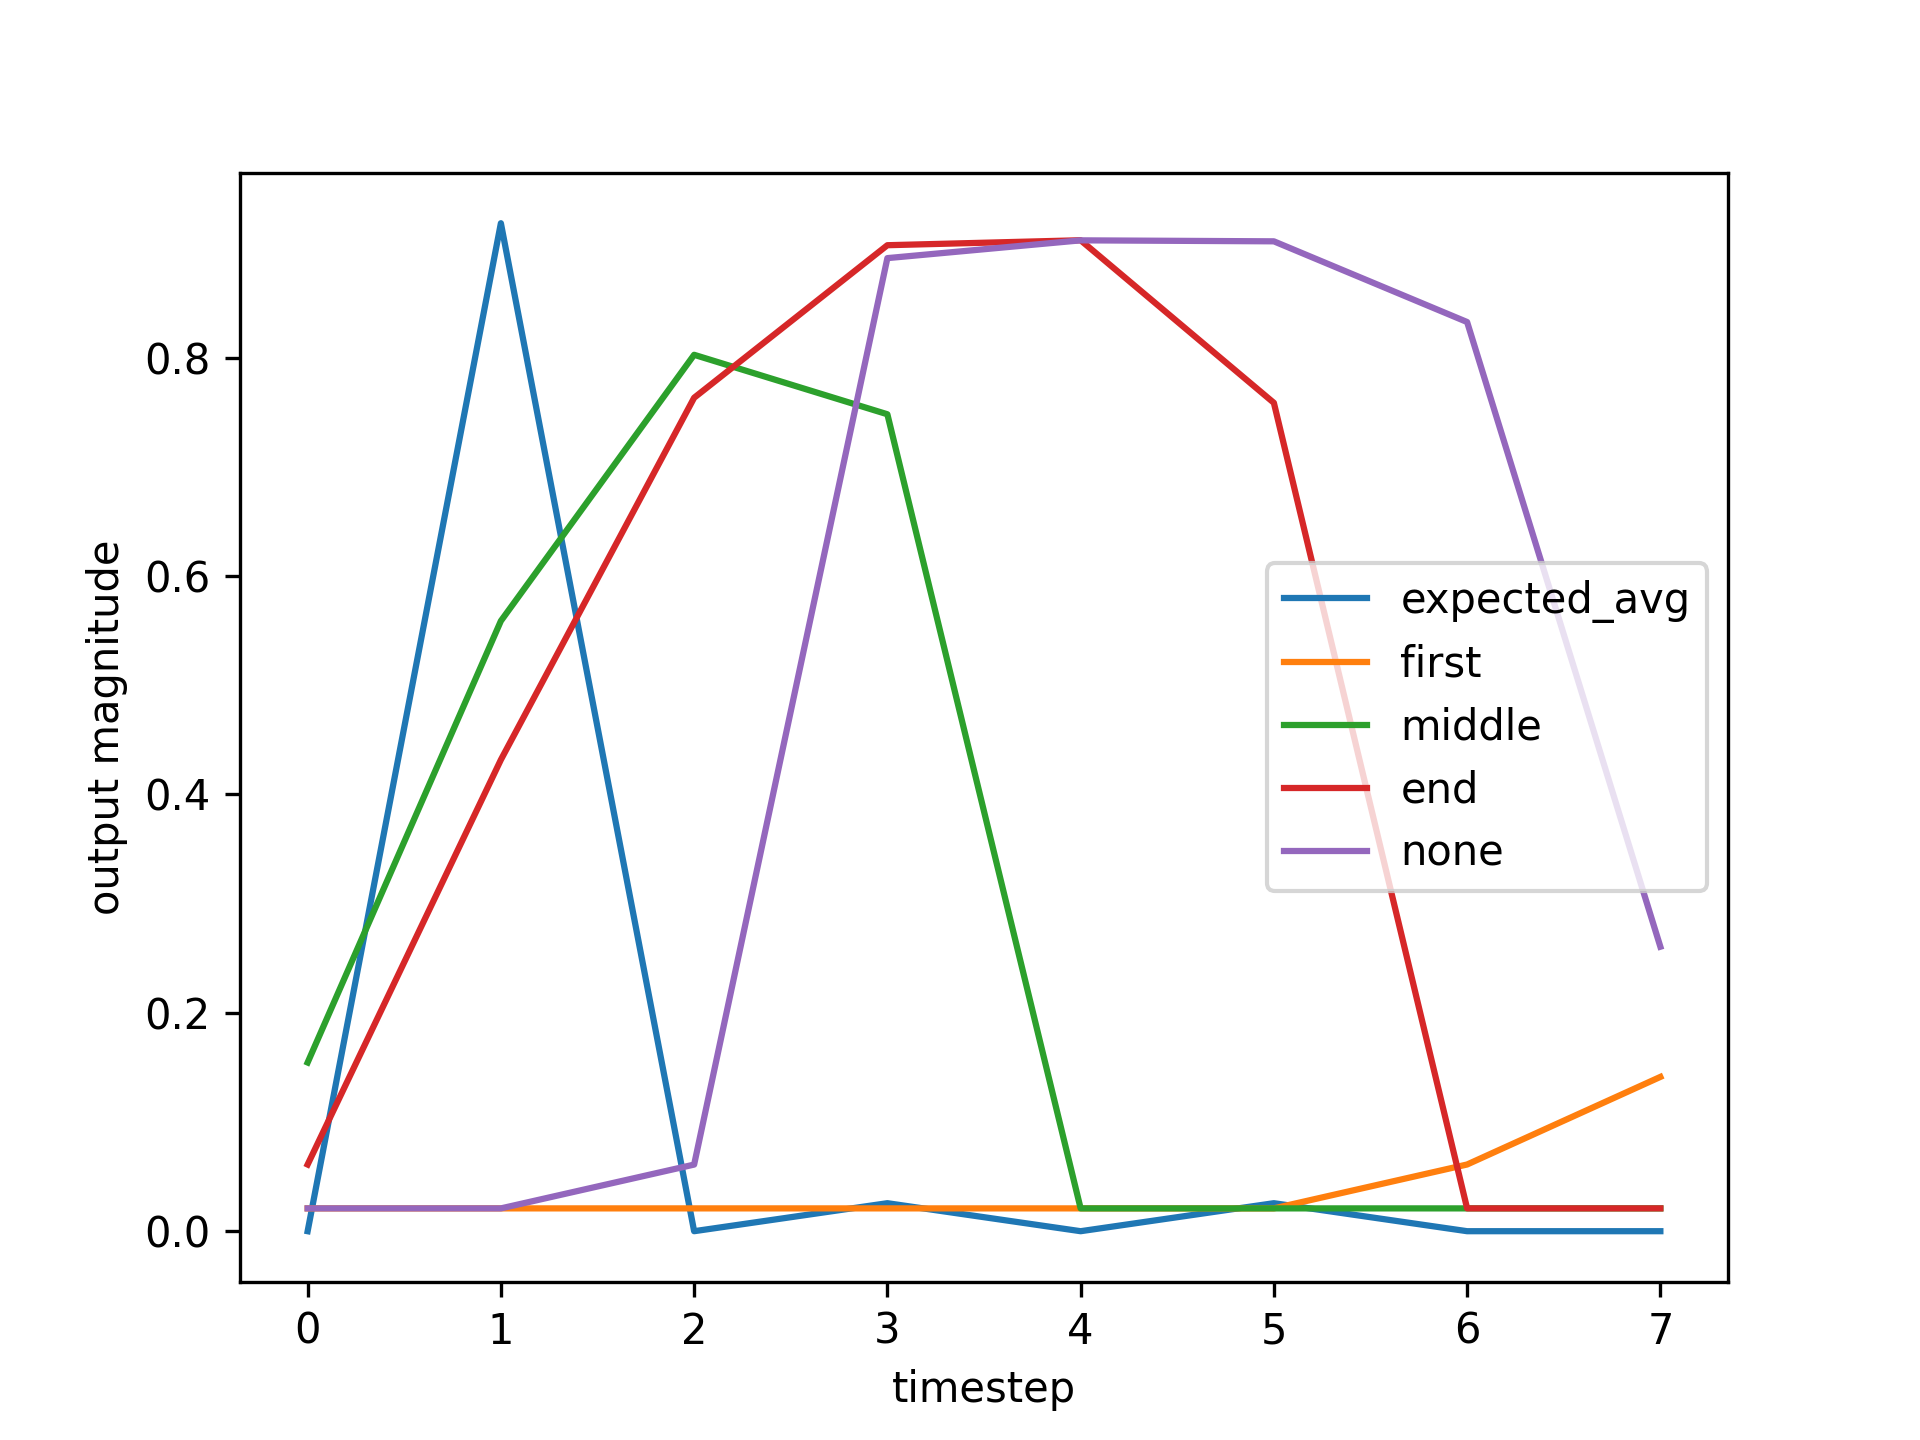 output magnitude
0.8
0.6
0.4
0.2
0.0
expected_avg
first
middle
end
none
0 1 2 3 4 5 6 7
timestep